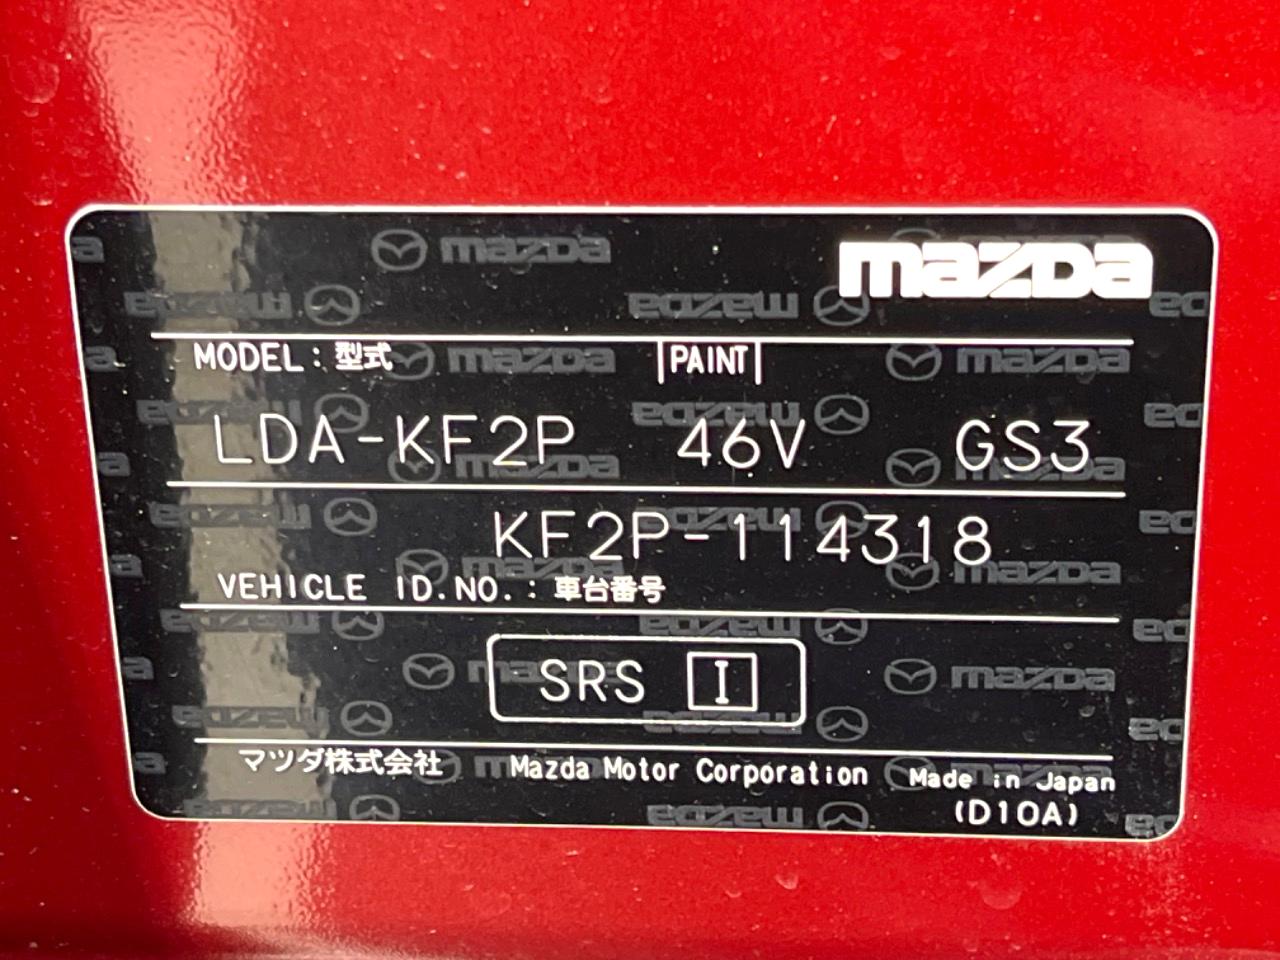 mazda
MODEL : 型式 PAINT
LDA-KF2P 46V GS3
KF2P-114318
VEHICLE ID.NO. : 車台番号
SRS I
マツダ株式会社 Mazda Motor Corporation Made in Japan
(D10A)